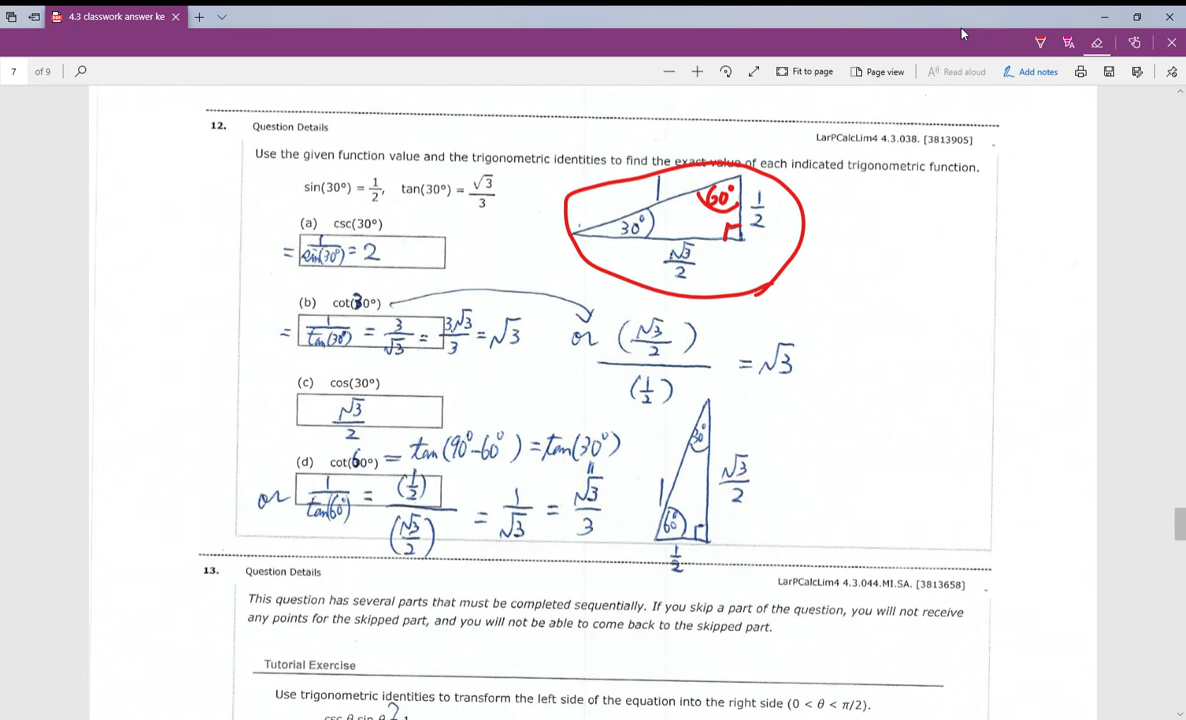 4.3 classwork answer ke
7 of 9
Fit to page
Page view
Read aloud
Add notes
12. Question Details
LarPCalcLim4 4.3.038. [3813905]
Use the given function value and the trigonometric identities to find the exact value of each indicated trigonometric function.
sin(30°) = 1/2, tan(30°) = √3/3
1
60°
30°
1/2
√3/2
(a) csc(30°)
= 1/sin(30°) = 2
(b) cot(30°)
= 1/tan(30°) = 3/√3 = 3√3/3 = √3 or (√3/2)/(1/2) = √3
(c) cos(30°)
√3/2
(d) cot(60°) = tan(90°-60°) = tan(30°)
or 1/tan(60°) = (1/2)/(√3/2) = 1/√3 = √3/3
30°
√3/2
1
60°
1/2
13. Question Details
LarPCalcLim4 4.3.044.MI.SA. [3813658]
This question has several parts that must be completed sequentially. If you skip a part of the question, you will not receive
any points for the skipped part, and you will not be able to come back to the skipped part.
Tutorial Exercise
Use trigonometric identities to transform the left side of the equation into the right side (0 < θ < π/2).